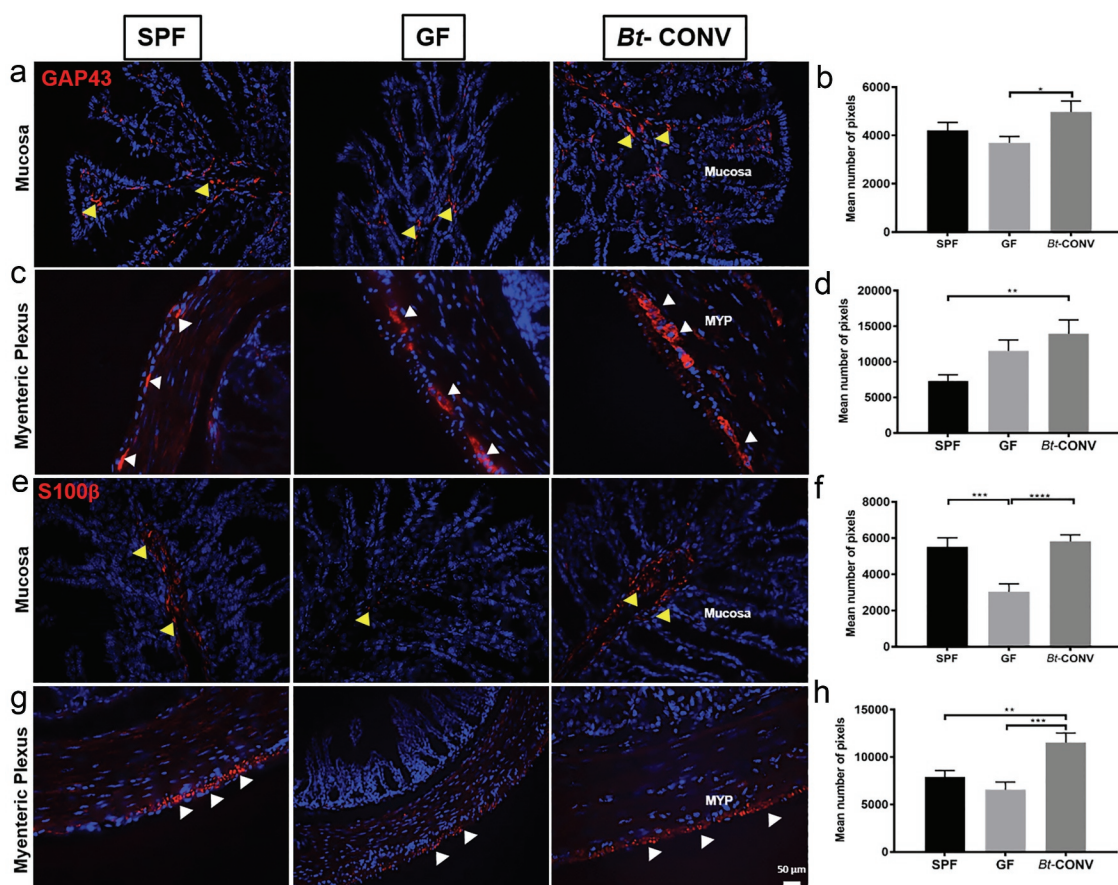 SPF
GF
Bt- CONV
a
GAP43
Mucosa
Mucosa
b
Mean number of pixels
6000
4000
2000
0
*
SPF
GF
Bt-CONV
c
Myenteric Plexus
MYP
d
Mean number of pixels
20000
15000
10000
5000
0
**
SPF
GF
Bt-CONV
e
S100β
Mucosa
Mucosa
f
Mean number of pixels
8000
6000
4000
2000
0
***
****
SPF
GF
Bt-CONV
g
Myenteric Plexus
MYP
50 µm
h
Mean number of pixels
15000
10000
5000
0
**
***
SPF
GF
Bt-CONV